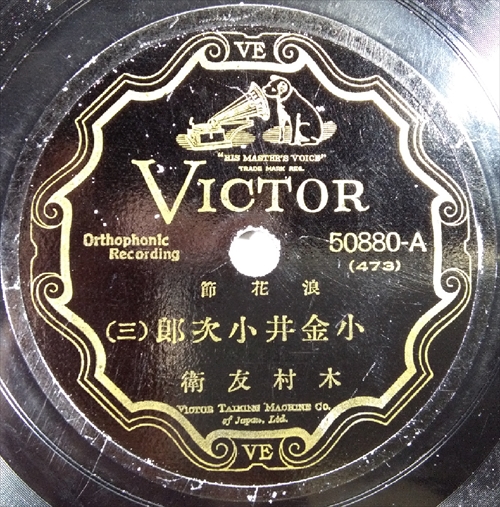 VE
"HIS MASTER'S VOICE"
TRADE MARK REG.
VICTOR
Orthophonic
Recording
50880-A
(473)
節花浪
(三)郎次小井金小
衛友村木
VICTOR TALKING MACHINE CO.
of Japan, Ltd.
VE